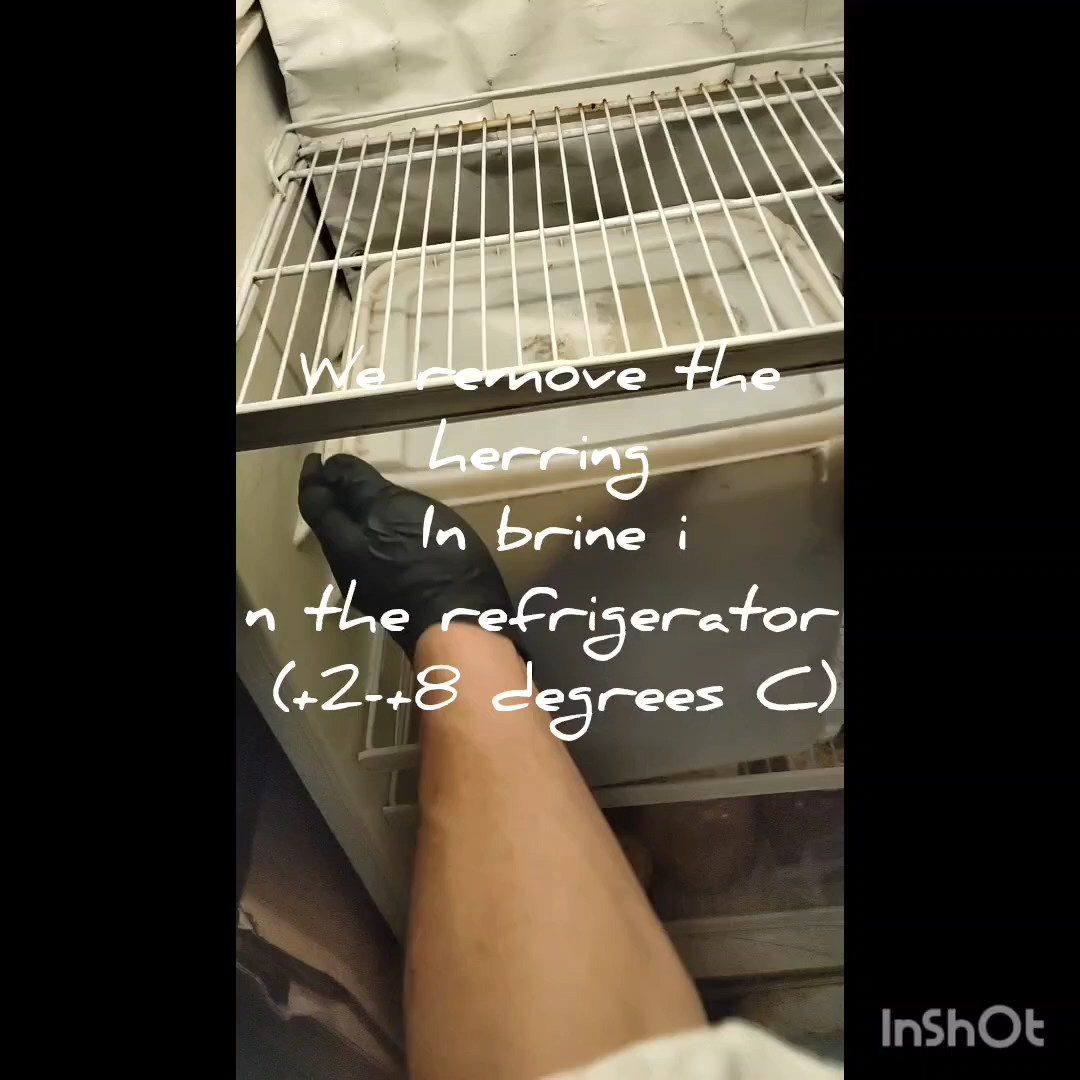 We remove the
herring
In brine i
n the refrigerator
(+2-+8 degrees C)
InShOt